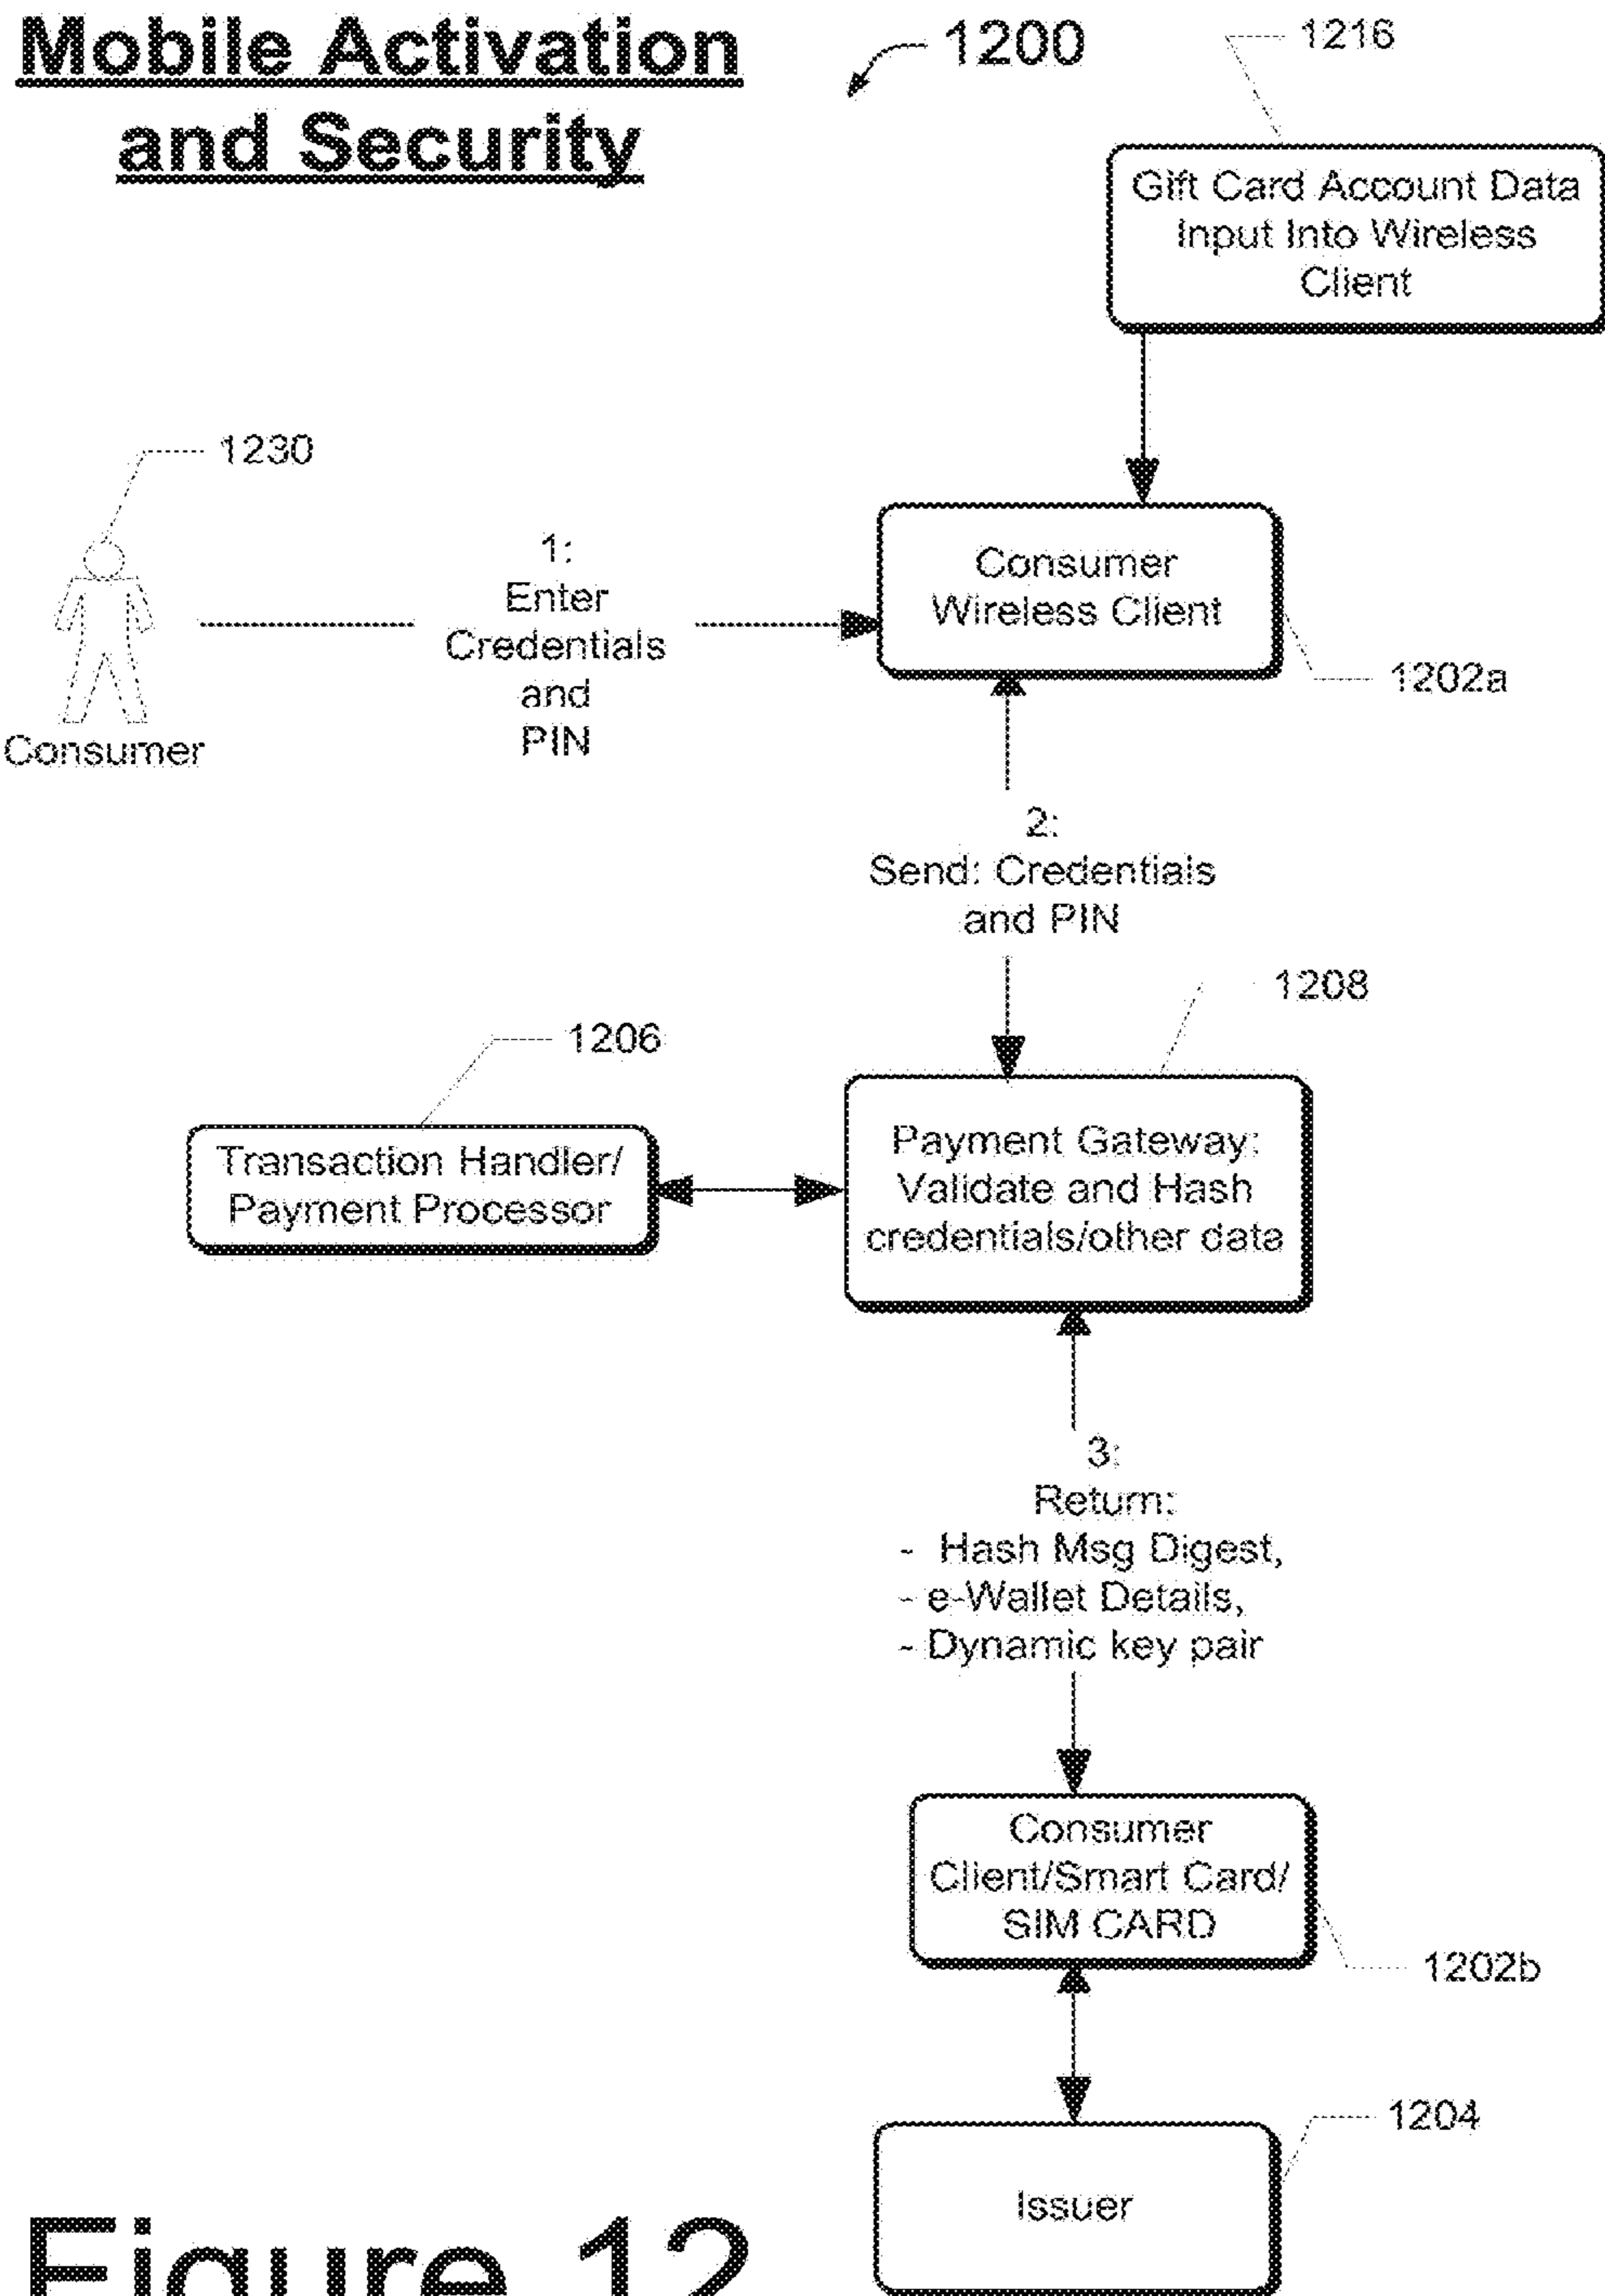 Mobile Activation
and Security
1200
1216
Gift Card Account Data
Input Into Wireless
Client
1230
Consumer
1:
Enter
Credentials
and
PIN
Consumer
Wireless Client
1202a
2:
Send: Credentials
and PIN
1208
1206
Transaction Handler/
Payment Processor
Payment Gateway:
Validate and Hash
credentials/other data
3:
Return:
- Hash Msg Digest,
- e-Wallet Details,
- Dynamic key pair
Consumer
Client/Smart Card/
SIM CARD
1202b
1204
Issuer
Figure 12